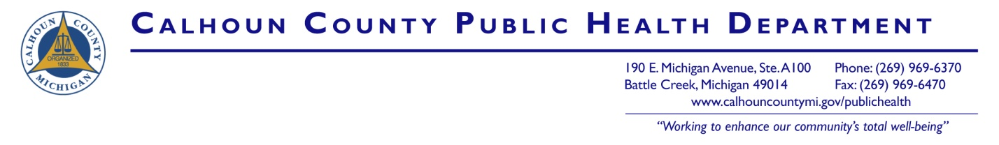 CALHOUN COUNTY PUBLIC HEALTH DEPARTMENT
CALHOUN COUNTY
ORGANIZED
1833
MICHIGAN
190 E. Michigan Avenue, Ste. A100 Phone: (269) 969-6370
Battle Creek, Michigan 49014 Fax: (269) 969-6470
www.calhouncountymi.gov/publichealth
“Working to enhance our community’s total well-being”